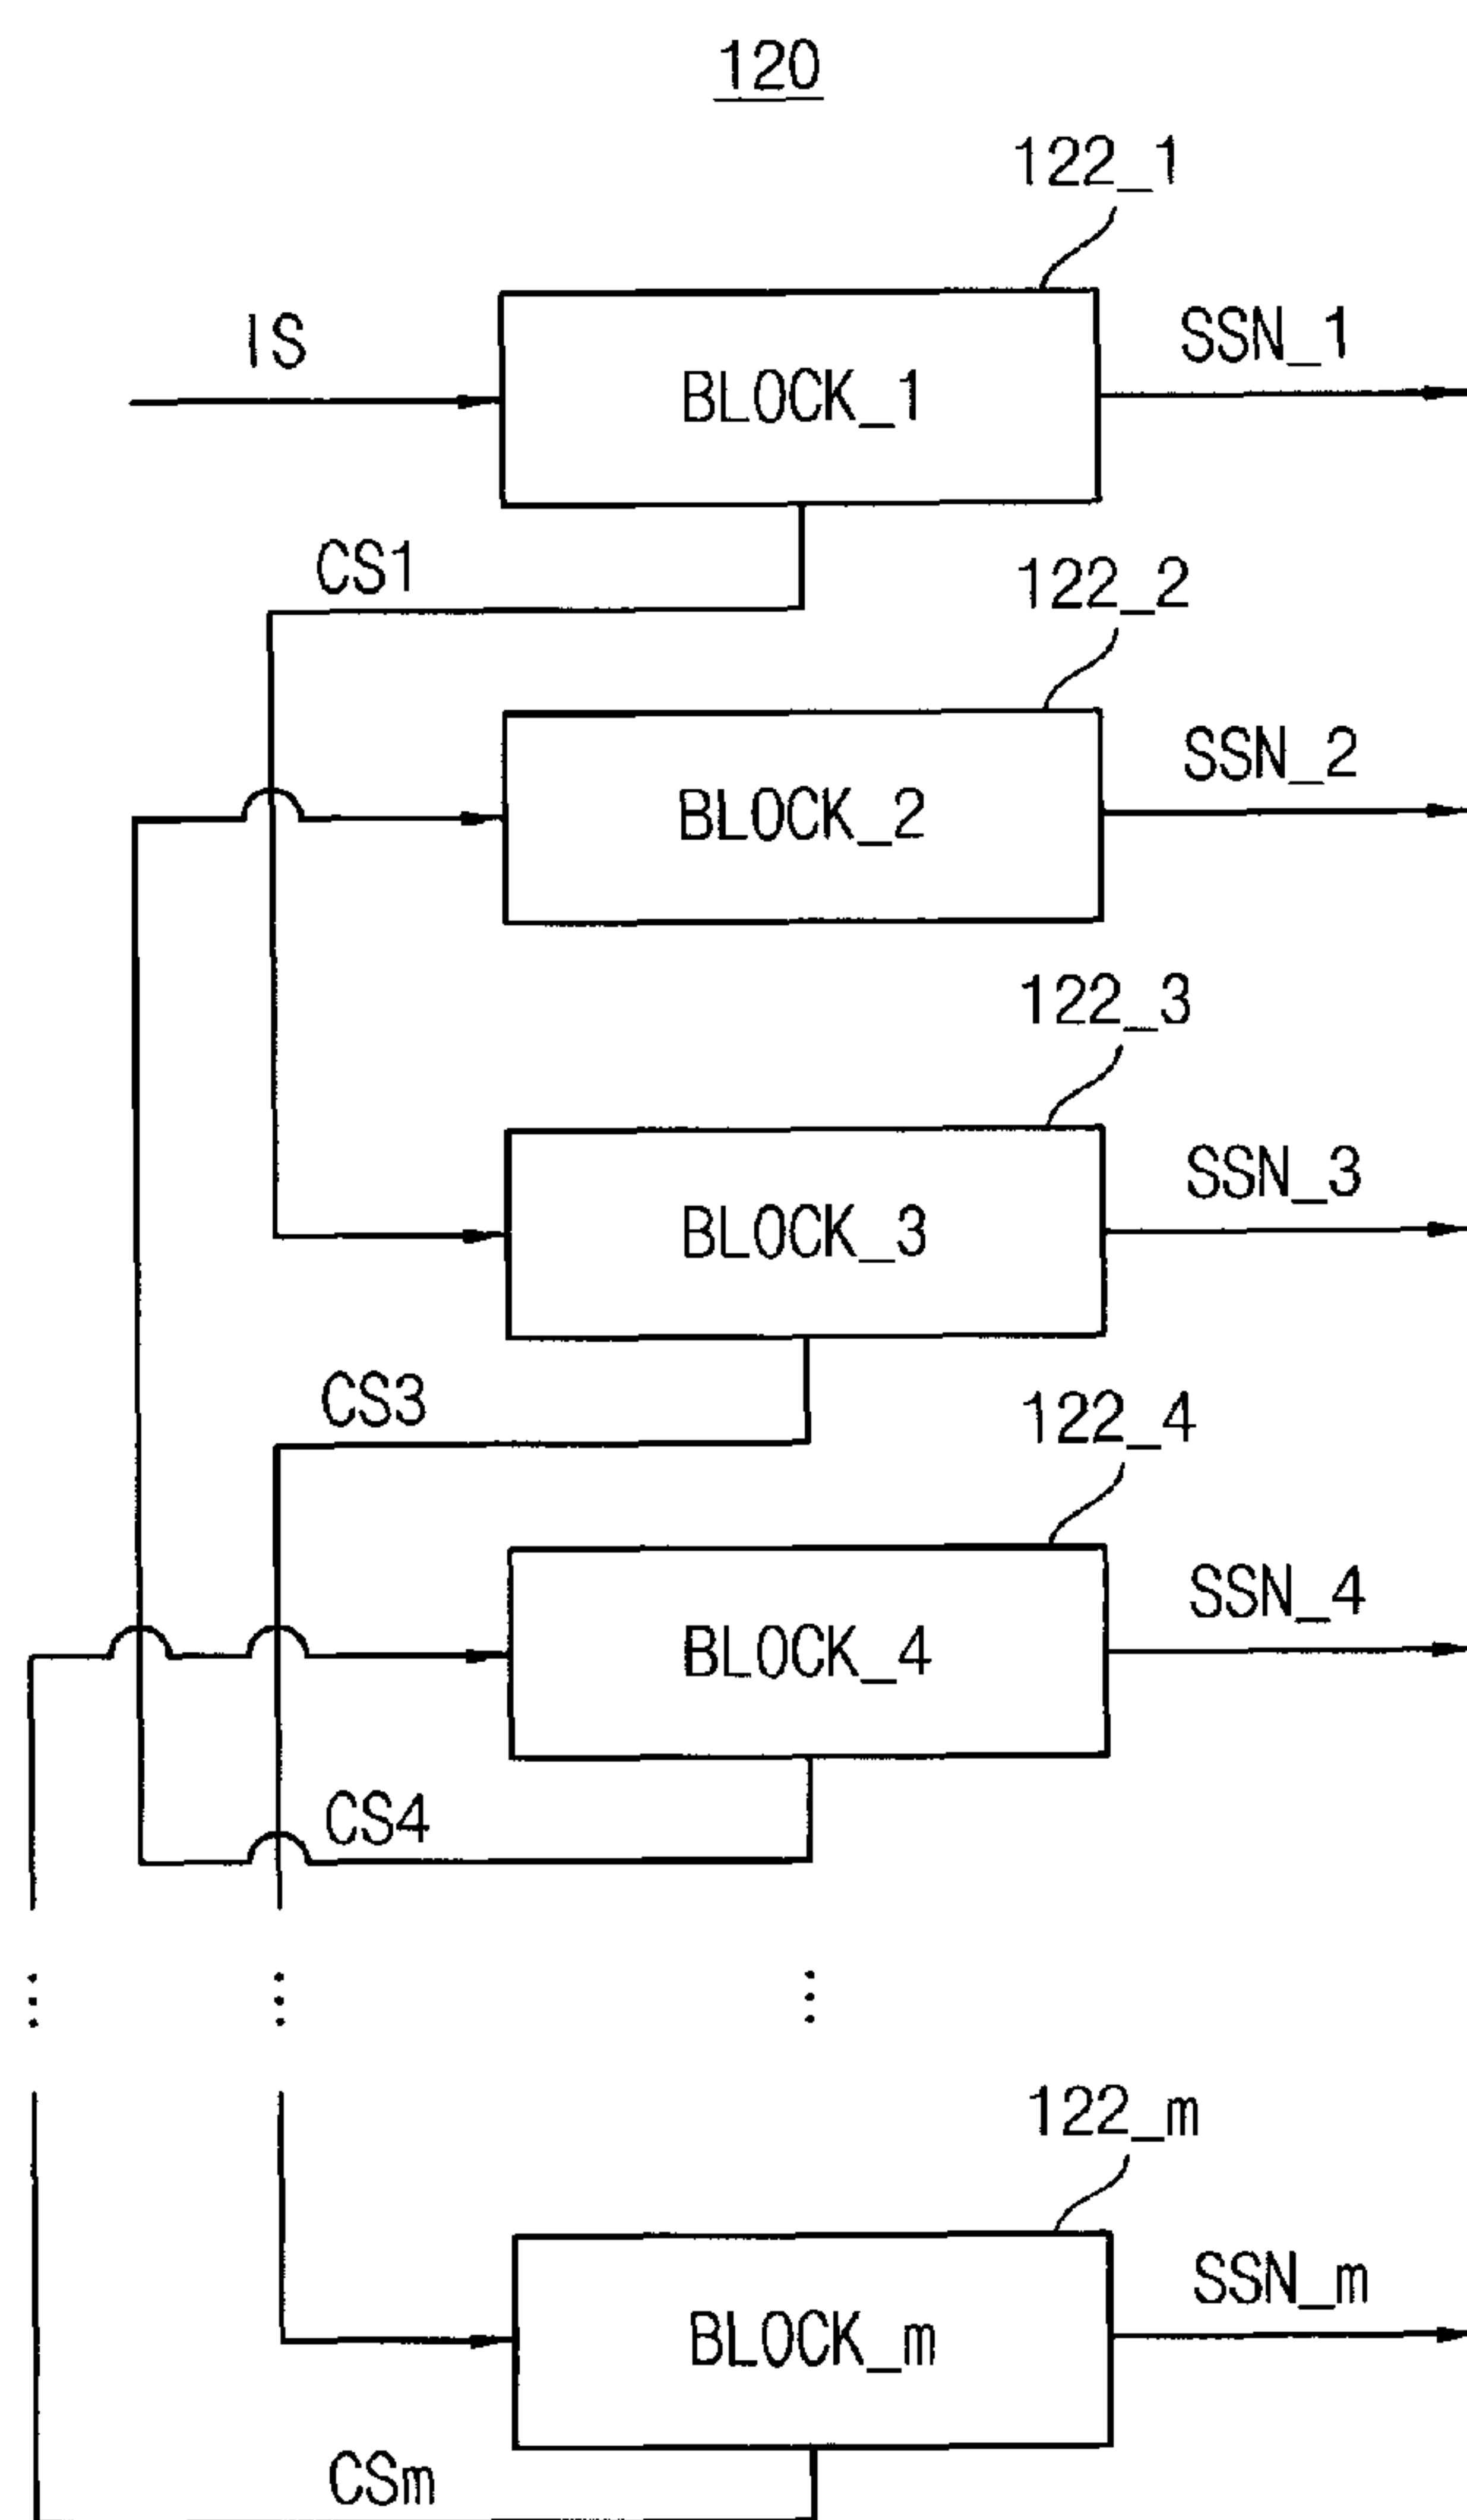 120
122_1
IS
BLOCK_1
SSN_1
CS1
122_2
BLOCK_2
SSN_2
122_3
BLOCK_3
SSN_3
CS3
122_4
BLOCK_4
SSN_4
CS4
122_m
BLOCK_m
SSN_m
CSm